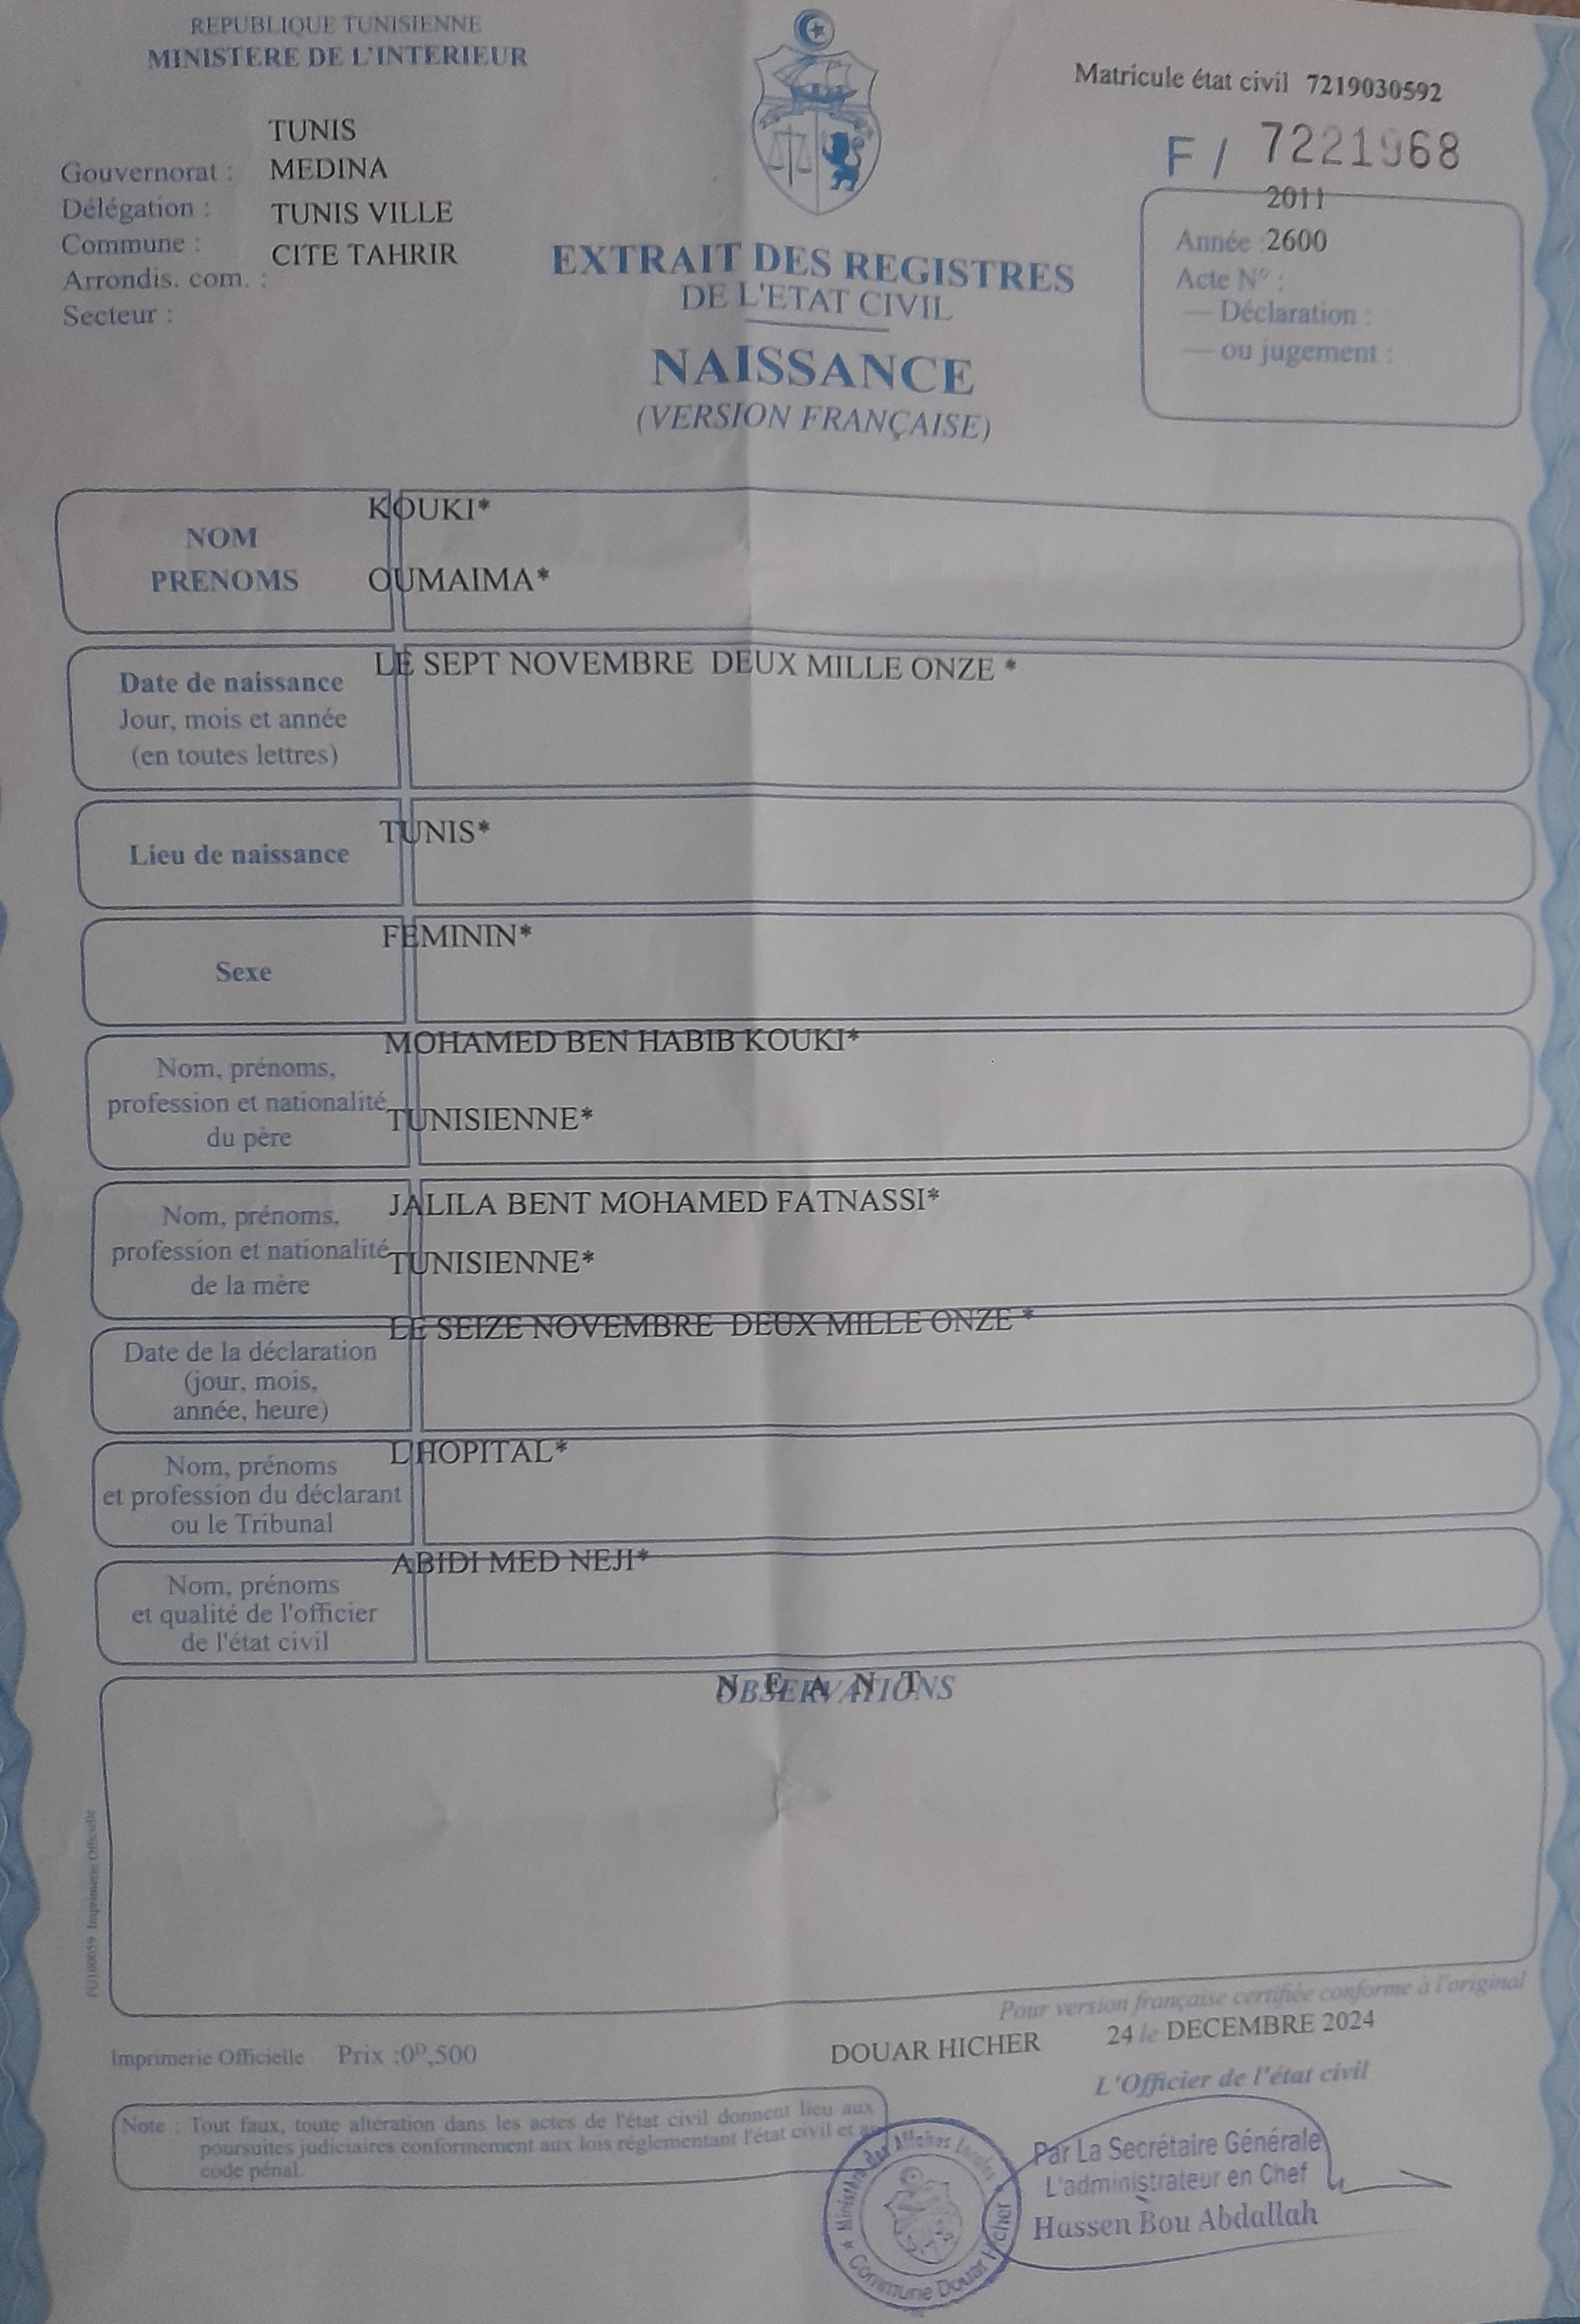 REPUBLIQUE TUNISIENNE
MINISTERE DE L'INTERIEUR
Matricule état civil 7219030592
F / 7221968
TUNIS
Gouvernorat : MEDINA
Délégation : TUNIS VILLE
Commune : CITE TAHRIR
Arrondis. com. :
Secteur :
2011
Année : 2600
Acte N° :
— Déclaration :
— ou jugement :
EXTRAIT DES REGISTRES
DE L'ETAT CIVIL
NAISSANCE
(VERSION FRANÇAISE)
NOM KOUKI*
PRENOMS OUMAIMA*
Date de naissance LE SEPT NOVEMBRE DEUX MILLE ONZE *
Jour, mois et année
(en toutes lettres)
Lieu de naissance TUNIS*
Sexe FEMININ*
Nom, prénoms, MOHAMED BEN HABIB KOUKI*
profession et nationalité TUNISIENNE*
du père
Nom, prénoms, JALILA BENT MOHAMED FATNASSI*
profession et nationalité TUNISIENNE*
de la mère
Date de la déclaration LE SEIZE NOVEMBRE DEUX MILLE ONZE *
(jour, mois,
année, heure)
Nom, prénoms L'HOPITAL*
et profession du déclarant
ou le Tribunal
Nom, prénoms ABIDI MED NEJI*
et qualité de l'officier
de l'état civil
N E A N T
OBSERVATIONS
Imprimerie Officielle
Pour version française certifiée conforme à l'original
DOUAR HICHER 24 le DECEMBRE 2024
Imprimerie Officielle Prix :0ᴰ,500
L'Officier de l'état civil
Note : Tout faux, toute altération dans les actes de l'état civil donnent lieu aux
poursuites judiciaires conformement aux lois réglementant l'état civil et au
code pénal.
Ministère des Affaires Locales
★ Commune Douar Hicher
Par La Secrétaire Générale
L'administrateur en Chef
Hassen Bou Abdallah